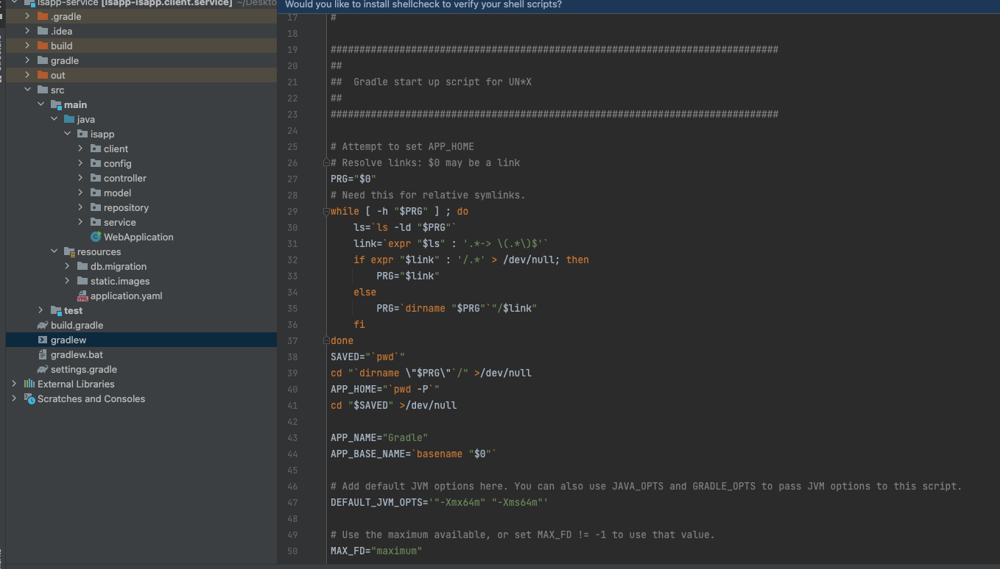 isapp-service [isapp-isapp.client.service] ~/Deskto
.gradle
.idea
build
gradle
out
src
main
java
isapp
client
config
controller
model
repository
service
WebApplication
resources
db.migration
static.images
application.yaml
test
build.gradle
gradlew
gradlew.bat
settings.gradle
External Libraries
Scratches and Consoles
Would you like to install shellcheck to verify your shell scripts?
17 #
18
19 ##############################################################################
20 ##
21 ##  Gradle start up script for UN*X
22 ##
23 ##############################################################################
24
25 # Attempt to set APP_HOME
26 # Resolve links: $0 may be a link
27 PRG="$0"
28 # Need this for relative symlinks.
29 while [ -h "$PRG" ] ; do
30     ls=`ls -ld "$PRG"`
31     link=`expr "$ls" : '.*-> \(.*\)$'`
32     if expr "$link" : '/.*' > /dev/null; then
33         PRG="$link"
34     else
35         PRG=`dirname "$PRG"`"/$link"
36     fi
37 done
38 SAVED="`pwd`"
39 cd "`dirname \"$PRG\"`/" >/dev/null
40 APP_HOME="`pwd -P`"
41 cd "$SAVED" >/dev/null
42
43 APP_NAME="Gradle"
44 APP_BASE_NAME=`basename "$0"`
45
46 # Add default JVM options here. You can also use JAVA_OPTS and GRADLE_OPTS to pass JVM options to this script.
47 DEFAULT_JVM_OPTS='"-Xmx64m" "-Xms64m"'
48
49 # Use the maximum available, or set MAX_FD != -1 to use that value.
50 MAX_FD="maximum"